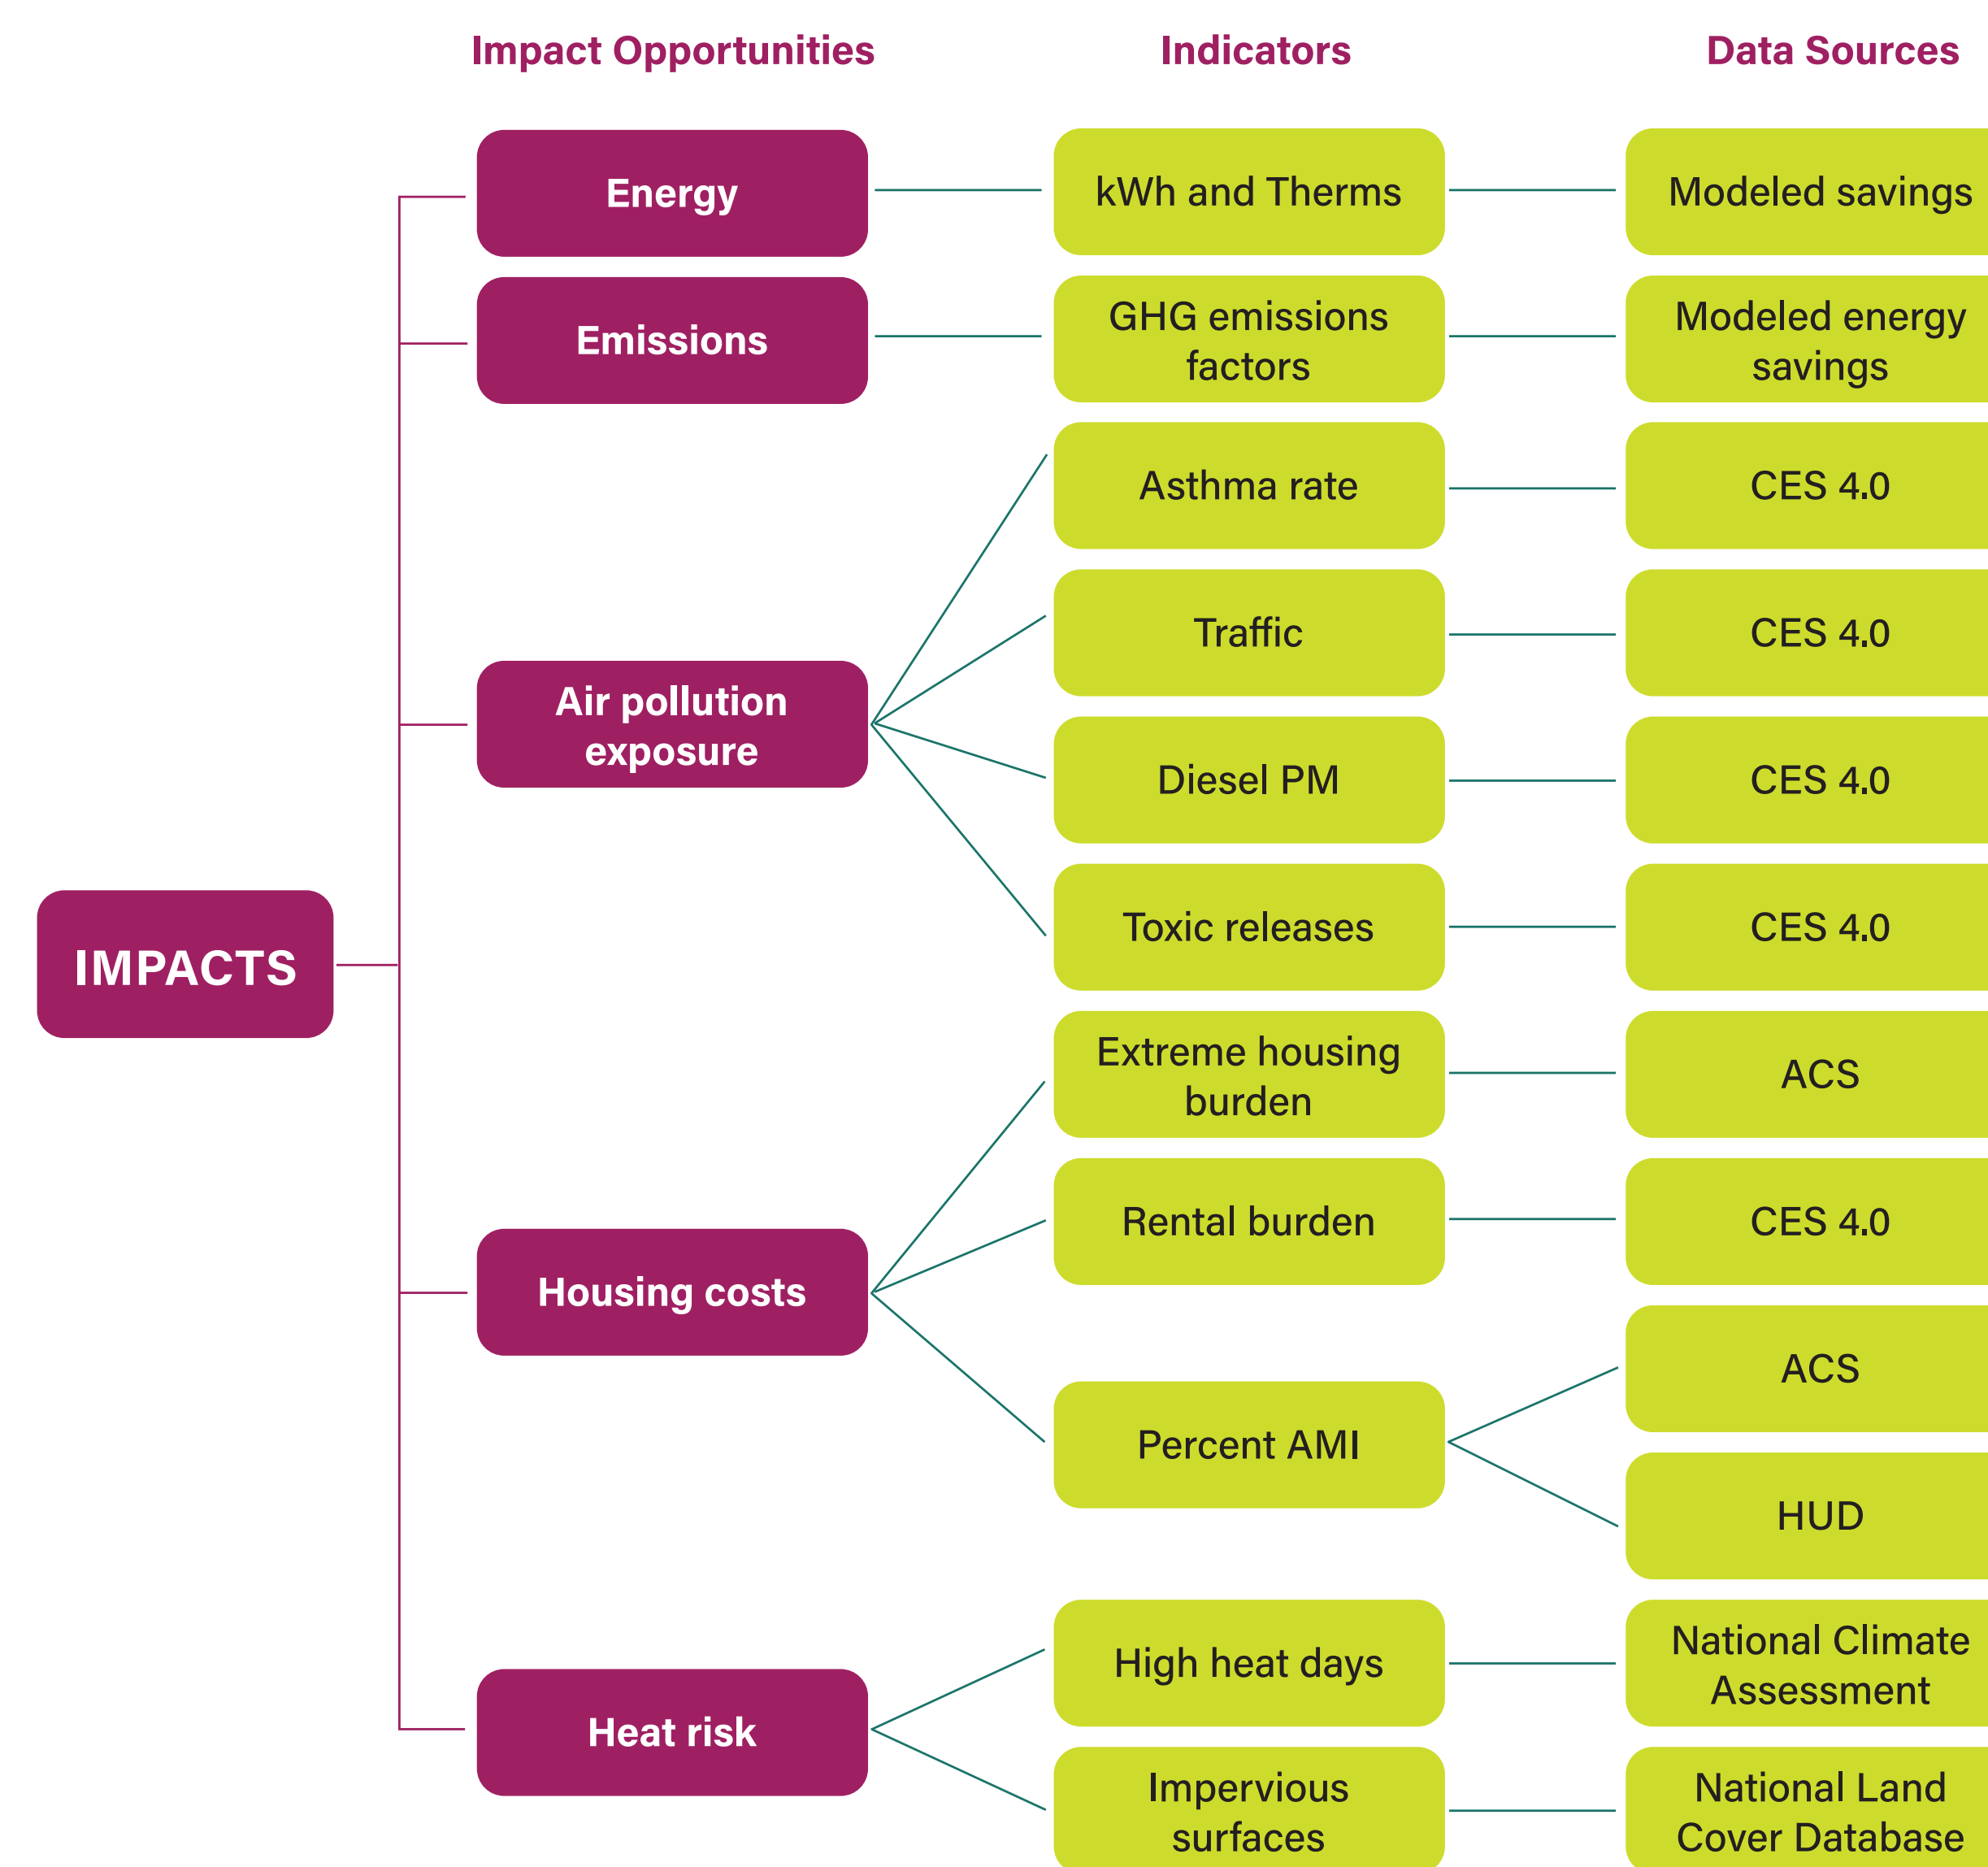 Impact Opportunities
Indicators
Data Sources
Energy
kWh and Therms
Modeled savings
Emissions
GHG emissions
factors
Modeled energy
savings
Asthma rate
CES 4.0
Traffic
CES 4.0
Air pollution
exposure
Diesel PM
CES 4.0
Toxic releases
CES 4.0
IMPACTS
Extreme housing
burden
ACS
Rental burden
CES 4.0
Housing costs
ACS
Percent AMI
HUD
High heat days
National Climate
Assessment
Heat risk
Impervious
surfaces
National Land
Cover Database